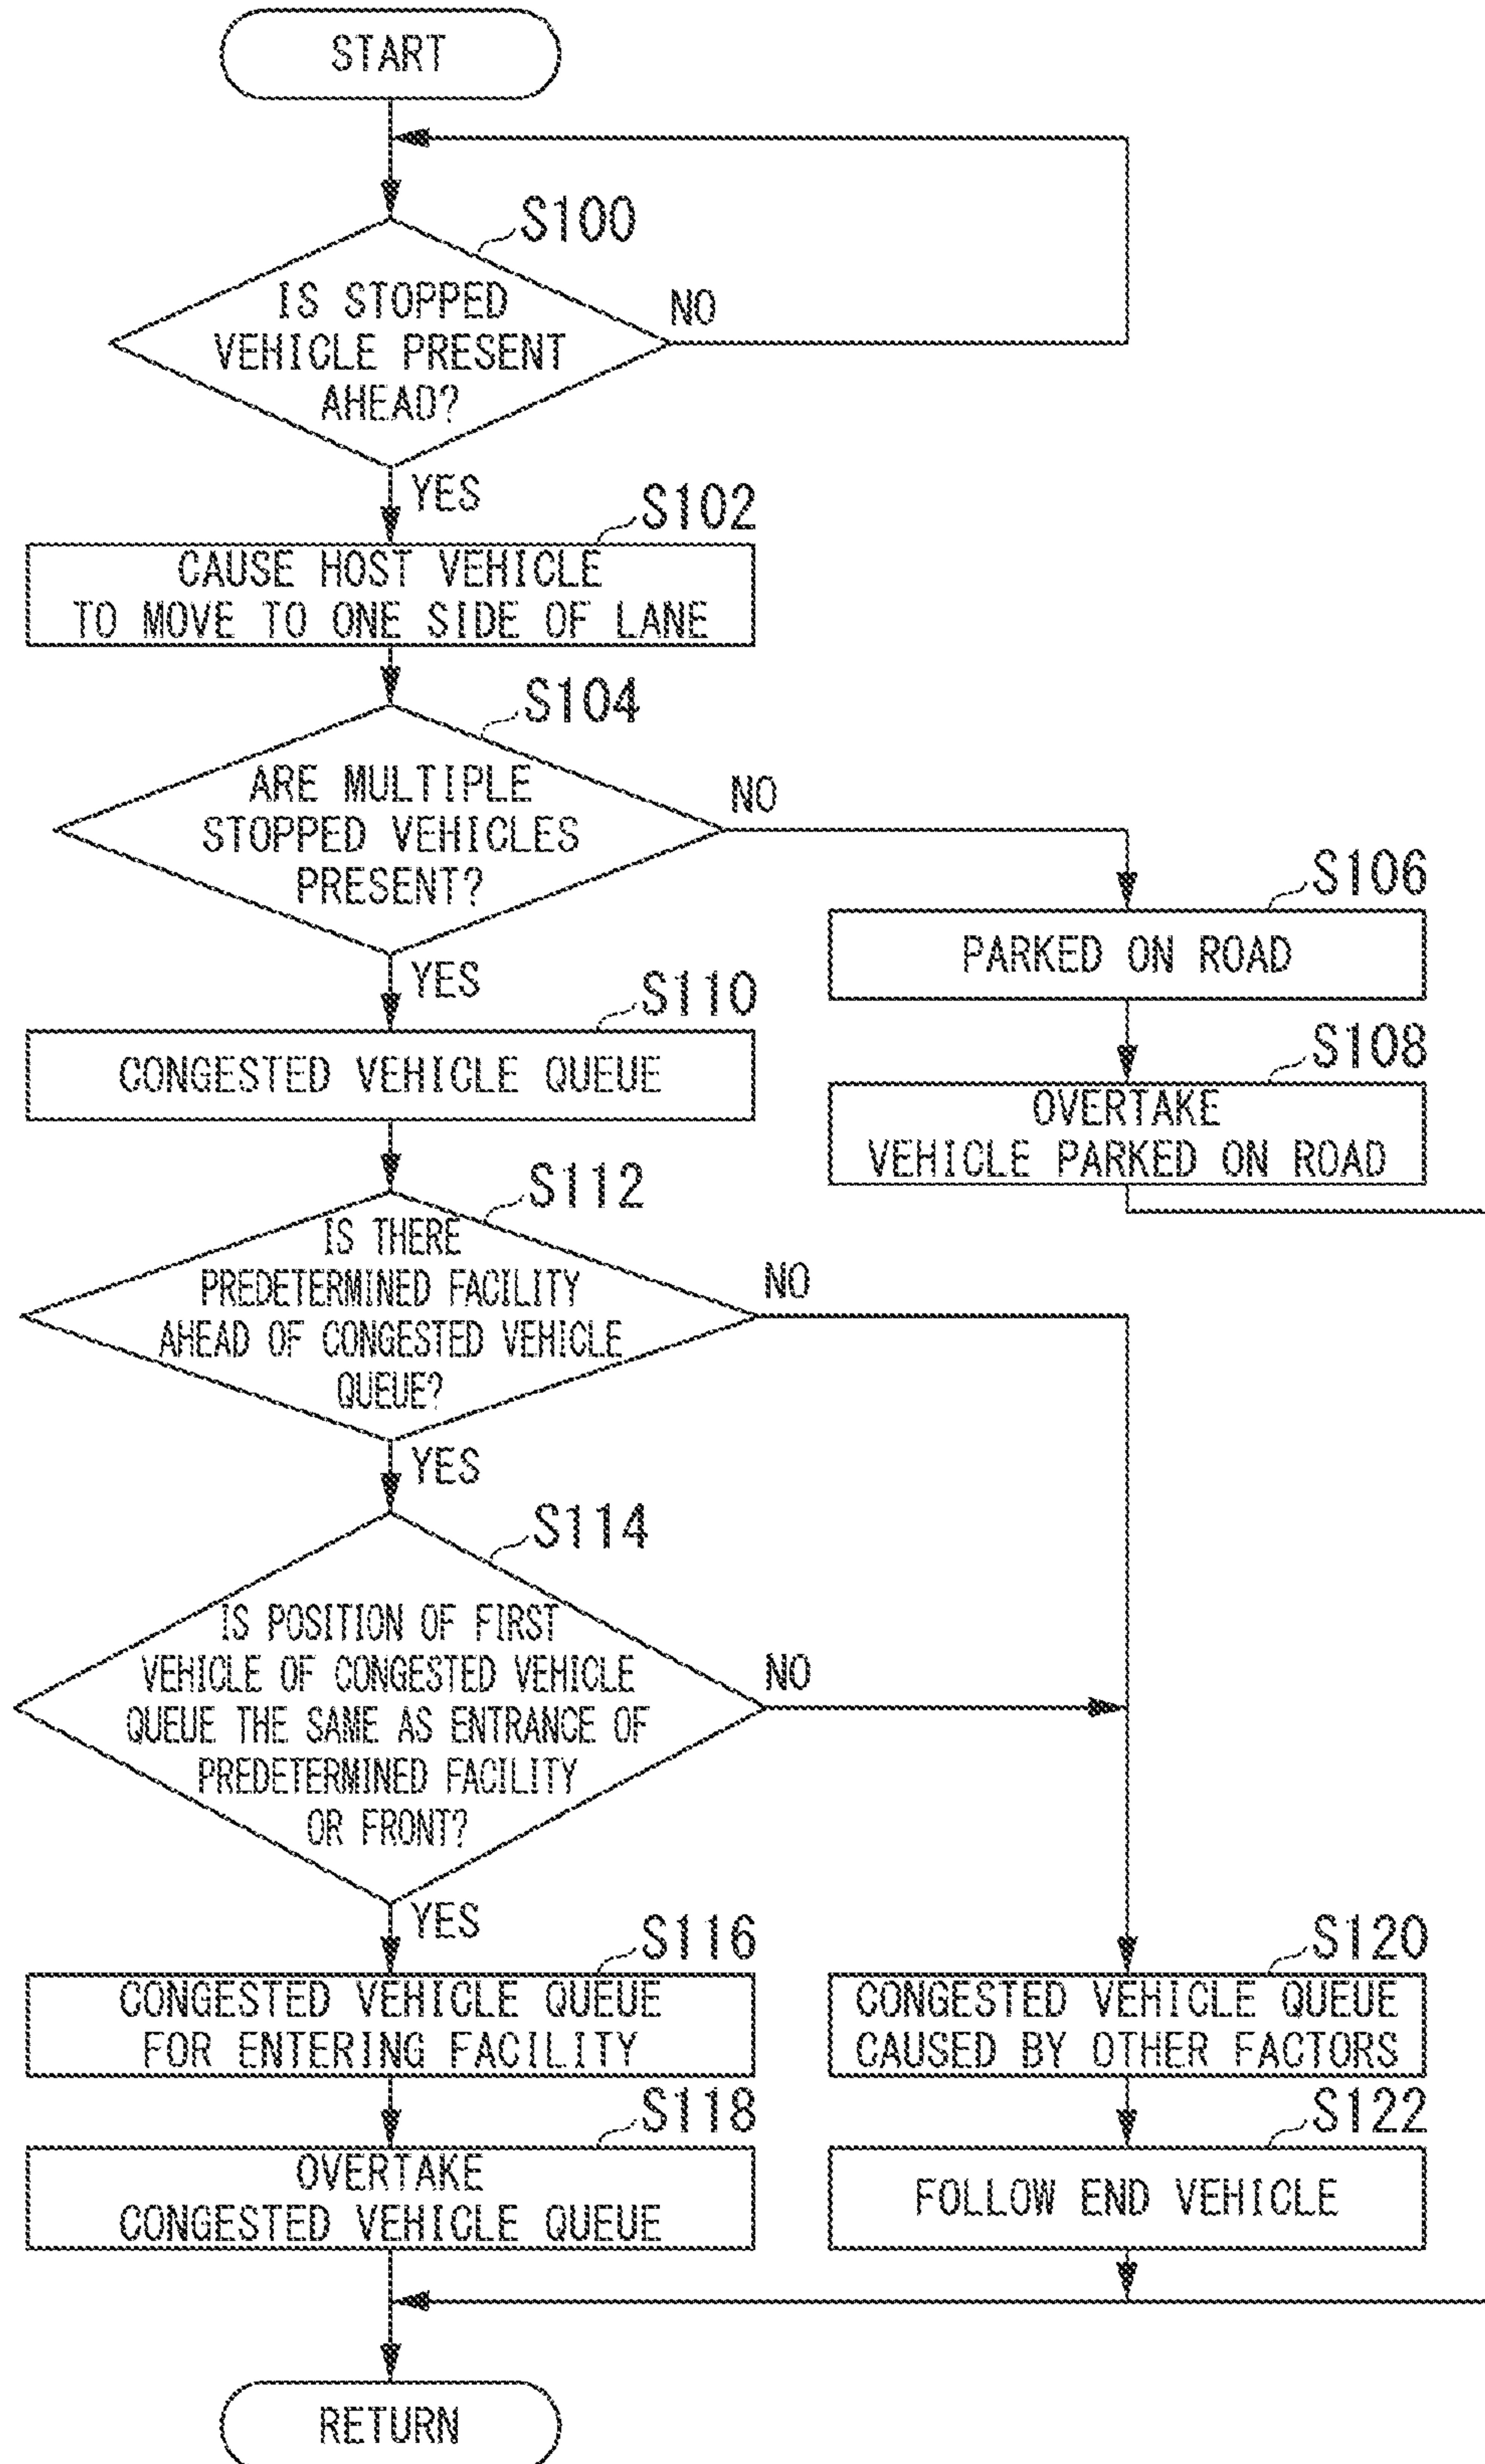 START
S100
IS STOPPED
VEHICLE PRESENT
AHEAD?
NO
YES
S102
CAUSE HOST VEHICLE
TO MOVE TO ONE SIDE OF LANE
S104
ARE MULTIPLE
STOPPED VEHICLES
PRESENT?
NO
YES
S106
PARKED ON ROAD
S108
OVERTAKE
VEHICLE PARKED ON ROAD
S110
CONGESTED VEHICLE QUEUE
S112
IS THERE
PREDETERMINED FACILITY
AHEAD OF CONGESTED VEHICLE
QUEUE?
NO
YES
S114
IS POSITION OF FIRST
VEHICLE OF CONGESTED VEHICLE
QUEUE THE SAME AS ENTRANCE OF
PREDETERMINED FACILITY
OR FRONT?
NO
YES
S116
CONGESTED VEHICLE QUEUE
FOR ENTERING FACILITY
S118
OVERTAKE
CONGESTED VEHICLE QUEUE
S120
CONGESTED VEHICLE QUEUE
CAUSED BY OTHER FACTORS
S122
FOLLOW END VEHICLE
RETURN